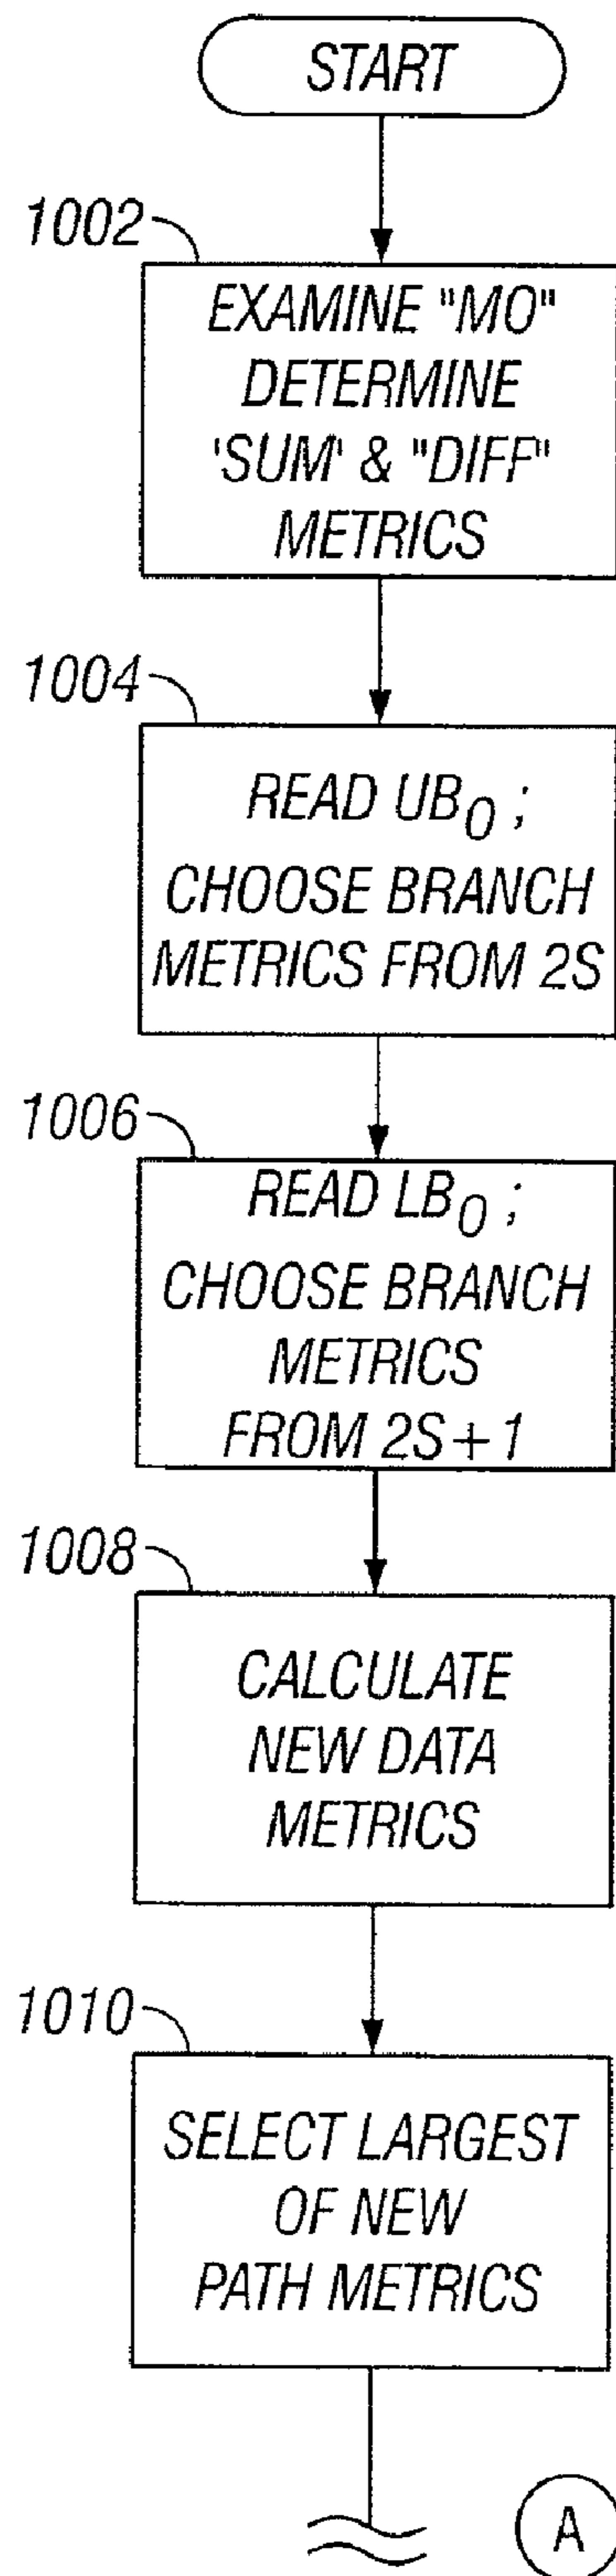 START
1002
EXAMINE "MO"
DETERMINE
'SUM' & "DIFF"
METRICS
1004
READ UB0 ;
CHOOSE BRANCH
METRICS FROM 2S
1006
READ LB0 ;
CHOOSE BRANCH
METRICS
FROM 2S+1
1008
CALCULATE
NEW DATA
METRICS
1010
SELECT LARGEST
OF NEW
PATH METRICS
A